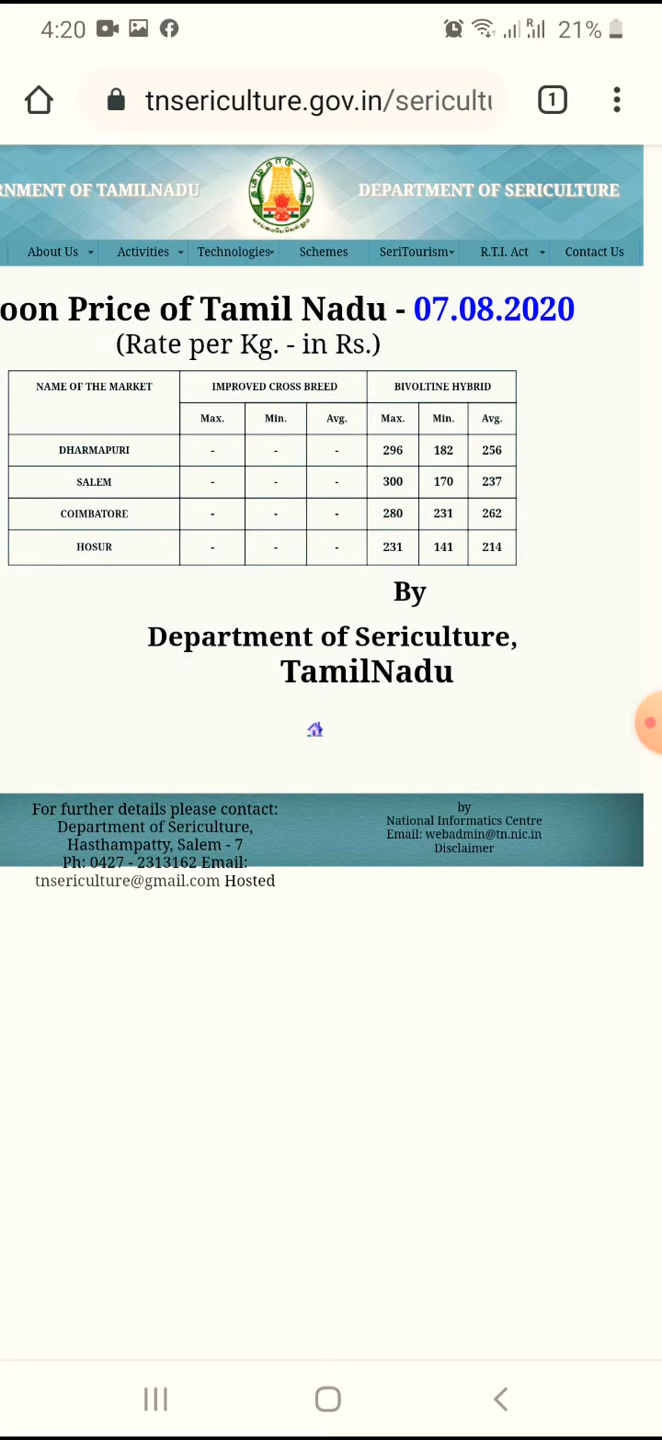 4:20 21%
tnsericulture.gov.in/sericultu 1
RNMENT OF TAMILNADU DEPARTMENT OF SERICULTURE
About Us Activities Technologies Schemes SeriTourism R.T.I. Act Contact Us
oon Price of Tamil Nadu - 07.08.2020
(Rate per Kg. - in Rs.)
NAME OF THE MARKET IMPROVED CROSS BREED BIVOLTINE HYBRID
Max. Min. Avg. Max. Min. Avg.
DHARMAPURI - - - 296 182 256
SALEM - - - 300 170 237
COIMBATORE - - - 280 231 262
HOSUR - - - 231 141 214
By
Department of Sericulture,
TamilNadu
For further details please contact:
Department of Sericulture,
Hasthampatty, Salem - 7
Ph: 0427 - 2313162 Email:
tnsericulture@gmail.com Hosted
by
National Informatics Centre
Email: webadmin@tn.nic.in
Disclaimer